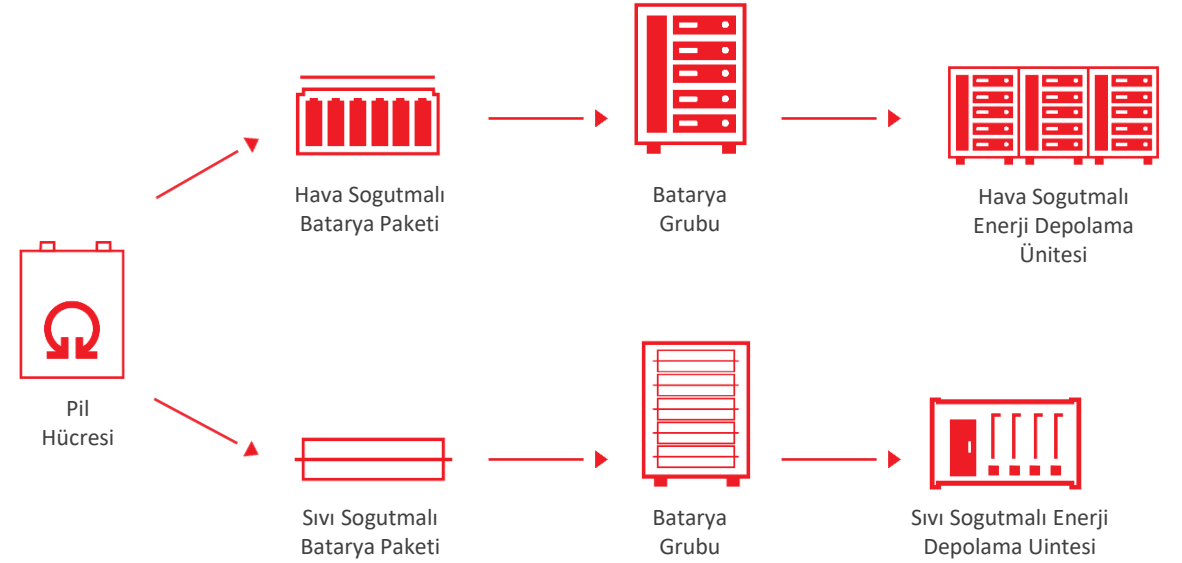 Hava Sogutmalı
Batarya Paketi
Batarya
Grubu
Hava Sogutmalı
Enerji Depolama
Ünitesi
Pil
Hücresi
Sıvı Sogutmalı
Batarya Paketi
Batarya
Grubu
Sıvı Sogutmalı Enerji
Depolama Uintesi